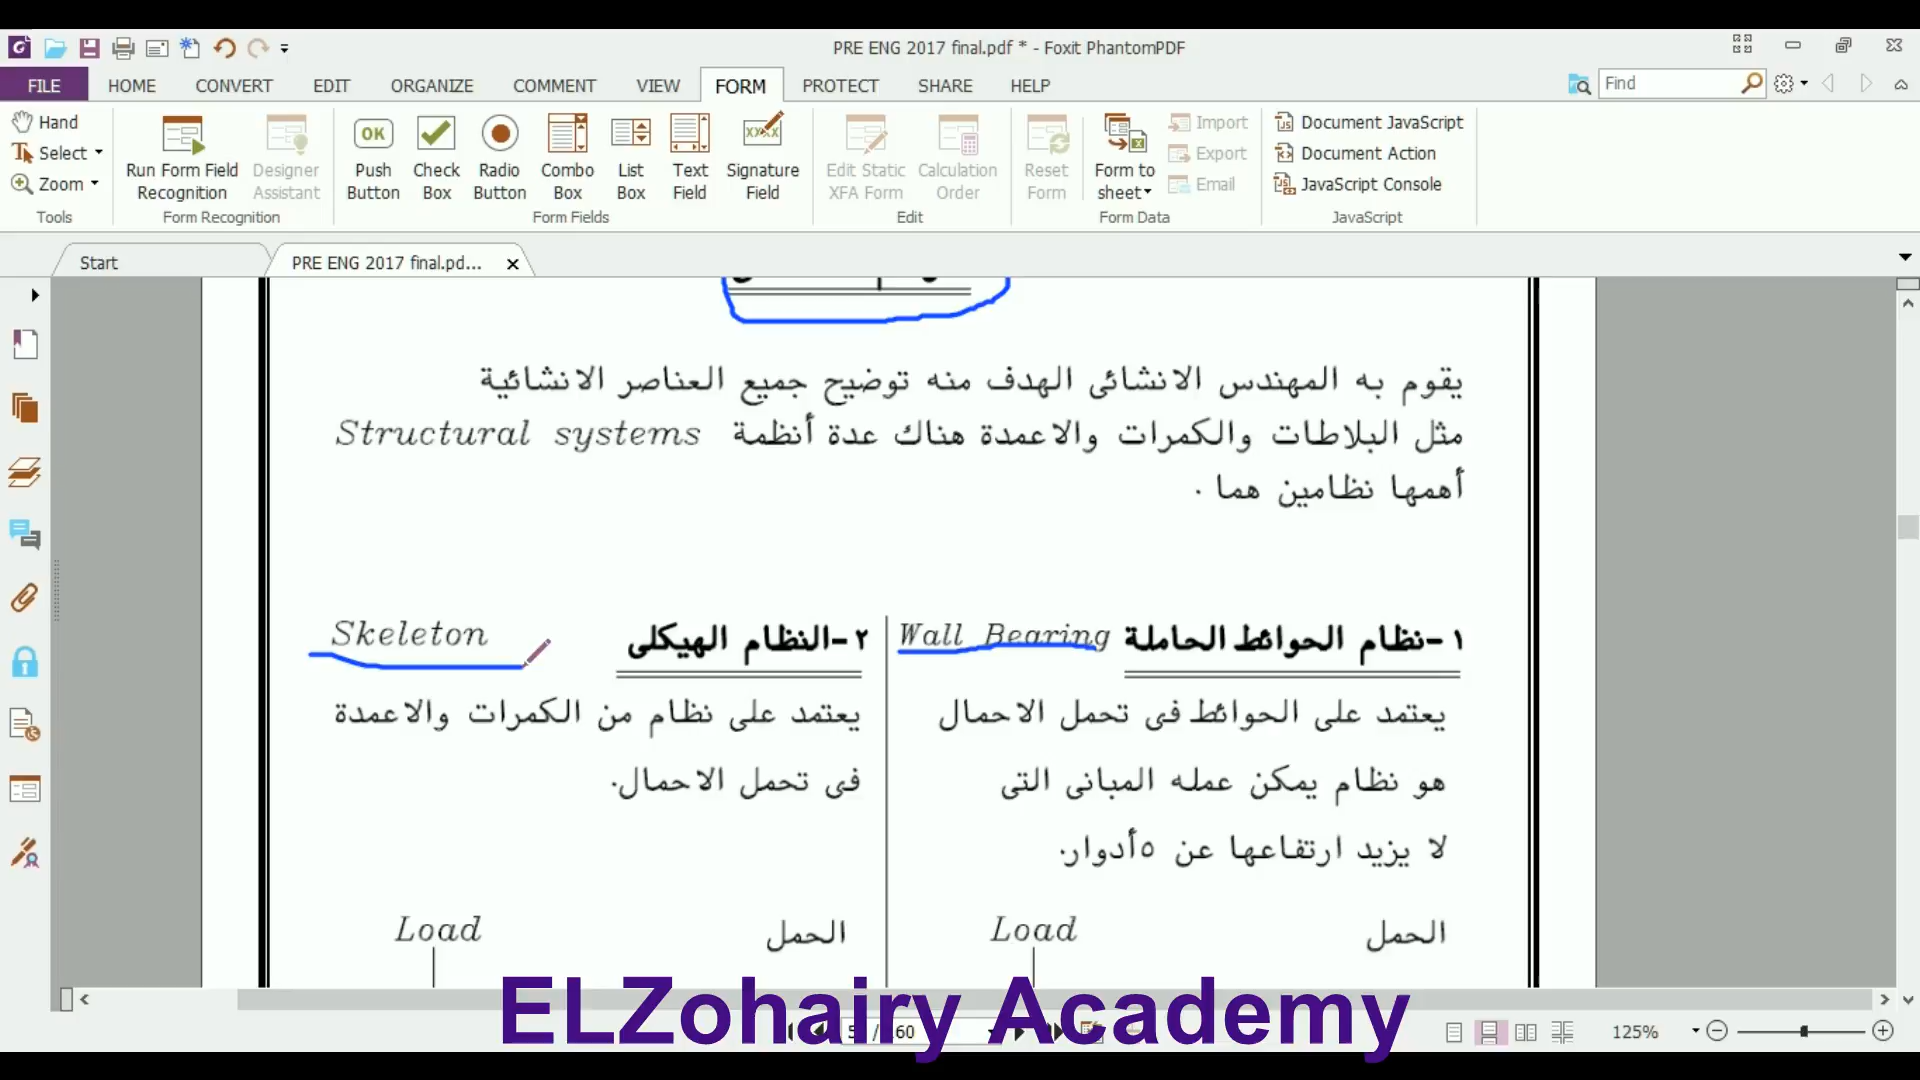 PRE ENG 2017 final.pdf * - Foxit PhantomPDF
FILE HOME CONVERT EDIT ORGANIZE COMMENT VIEW FORM PROTECT SHARE HELP Find
Hand
Select
Zoom
Tools
Run Form Field Recognition
Designer Assistant
Form Recognition
OK
Push Button
Check Box
Radio Button
Combo Box
List Box
Text Field
Signature Field
Form Fields
Edit Static XFA Form
Calculation Order
Edit
Reset Form
Form to sheet
Import
Export
Email
Form Data
Document JavaScript
Document Action
JavaScript Console
JavaScript
Start
PRE ENG 2017 final.pd...
يقوم به المهندس الانشائى الهدف منه توضيح جميع العناصر الانشائية
مثل البلاطات والكمرات والاعمدة هناك عدة أنظمة Structural systems
أهمها نظامين هما .
١-نظام الحوائط الحاملة Wall Bearing
يعتمد على الحوائط فى تحمل الاحمال
هو نظام يمكن عمله المبانى التى
لا يزيد ارتفاعها عن ٥أدوار.
الحمل Load
٢-النظام الهيكلى Skeleton
يعتمد على نظام من الكمرات والاعمدة
فى تحمل الاحمال.
الحمل Load
ELZohairy Academy
/ 60
125%